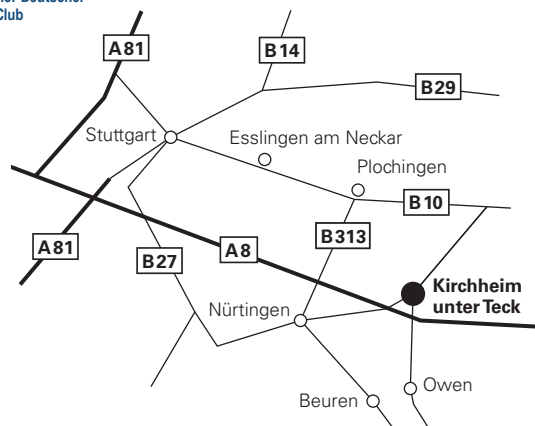 Club
A81
B14
B29
Stuttgart
Esslingen am Neckar
Plochingen
B10
B313
A81
A8
B27
Kirchheim
unter Teck
Nürtingen
Owen
Beuren